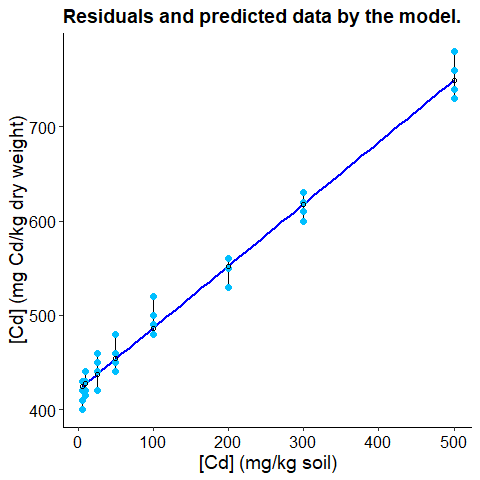 Residuals and predicted data by the model.
[Cd] (mg Cd/kg dry weight)
700
600
500
400
0 100 200 300 400 500
[Cd] (mg/kg soil)